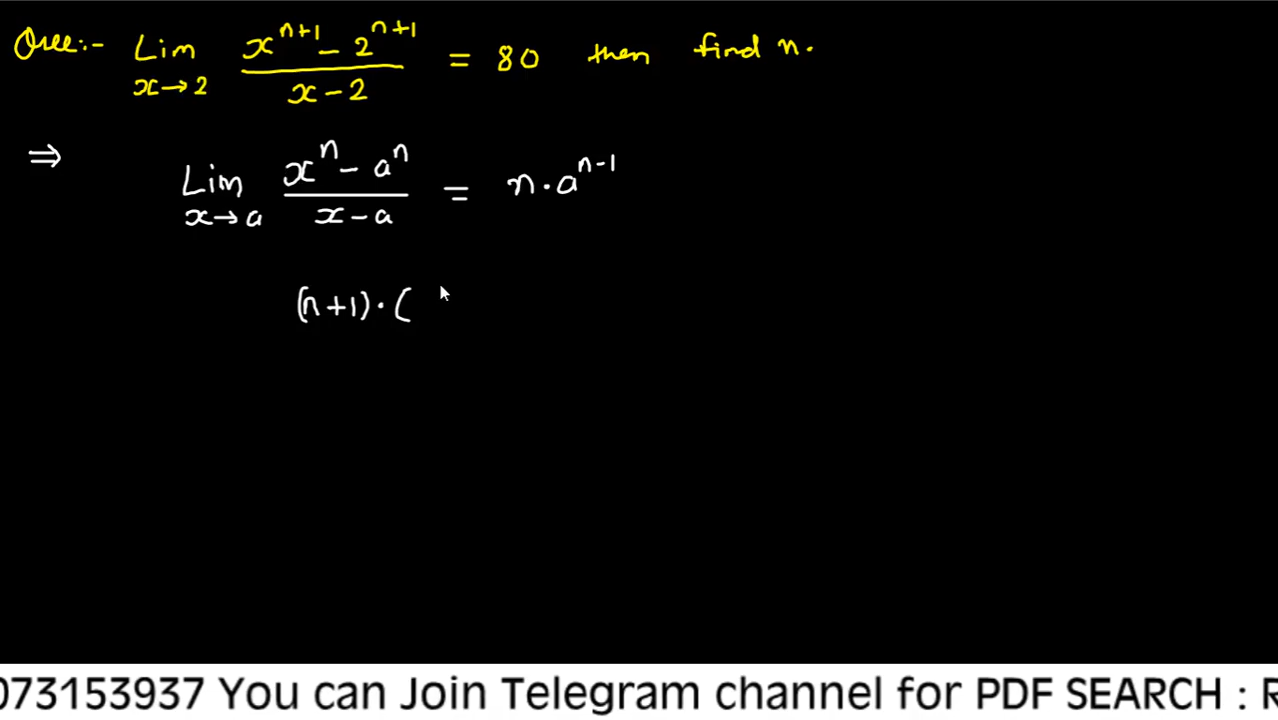 Que:- Lim x→2 (x^{n+1} - 2^{n+1}) / (x - 2) = 80 then find n.
⇒ Lim x→a (x^n - a^n) / (x - a) = n·a^{n-1}
(n+1)·(
073153937 You can Join Telegram channel for PDF SEARCH : R